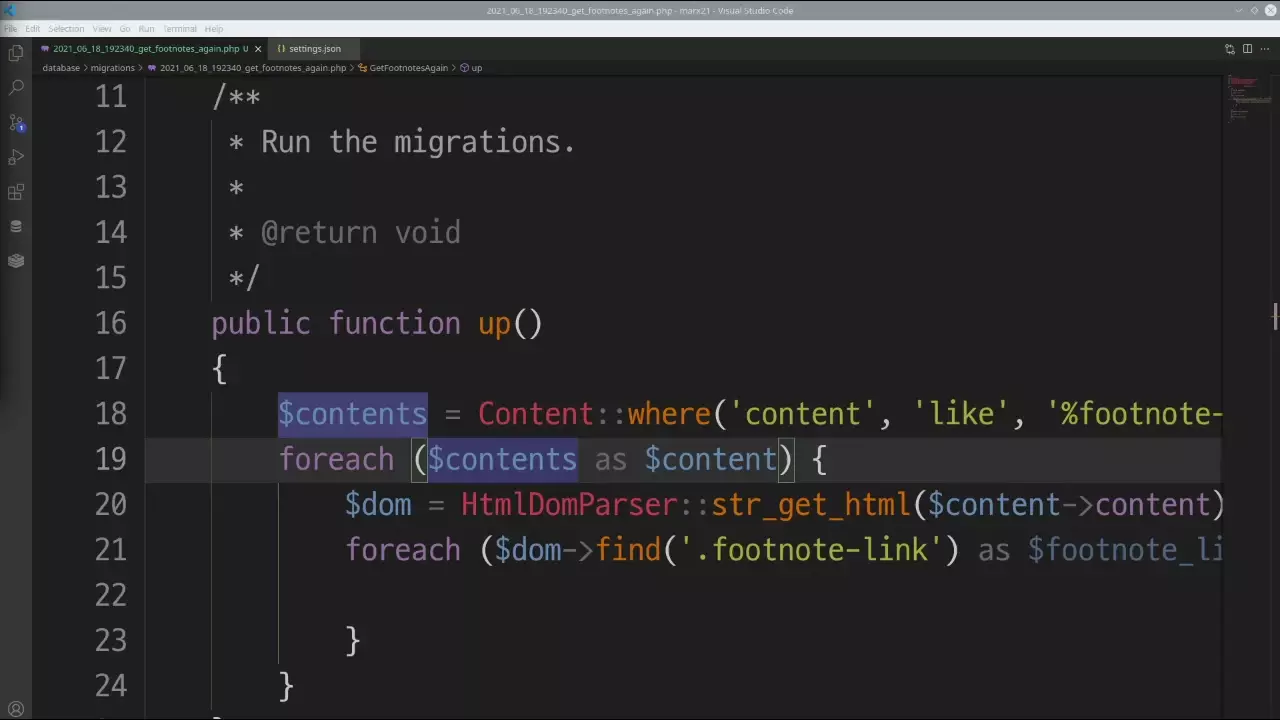 2021_06_18_192340_get_footnotes_again.php - marx21 - Visual Studio Code
File Edit Selection View Go Run Terminal Help
2021_06_18_192340_get_footnotes_again.php U
{} settings.json
database > migrations > 2021_06_18_192340_get_footnotes_again.php > GetFootnotesAgain > up
11 /**
12 * Run the migrations.
13 *
14 * @return void
15 */
16 public function up()
17 {
18 $contents = Content::where('content', 'like', '%footnote-
19 foreach ($contents as $content) {
20 $dom = HtmlDomParser::str_get_html($content->content)
21 foreach ($dom->find('.footnote-link') as $footnote_li
22
23 }
24 }